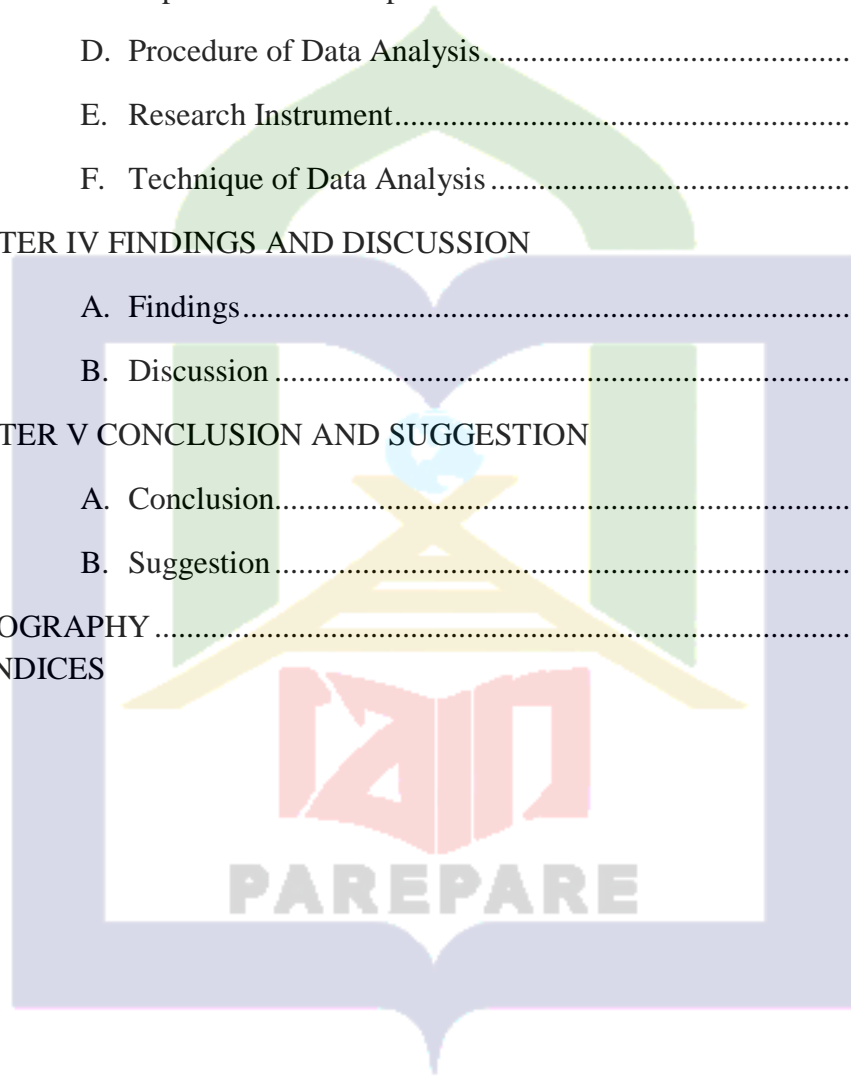 D. Procedure of Data Analysis........................................................
E. Research Instrument........................................................
F. Technique of Data Analysis........................................................
TER IV FINDINGS AND DISCUSSION
A. Findings........................................................
B. Discussion........................................................
TER V CONCLUSION AND SUGGESTION
A. Conclusion........................................................
B. Suggestion........................................................
OGRAPHY........................................................
NDICES
iain
PAREPARE